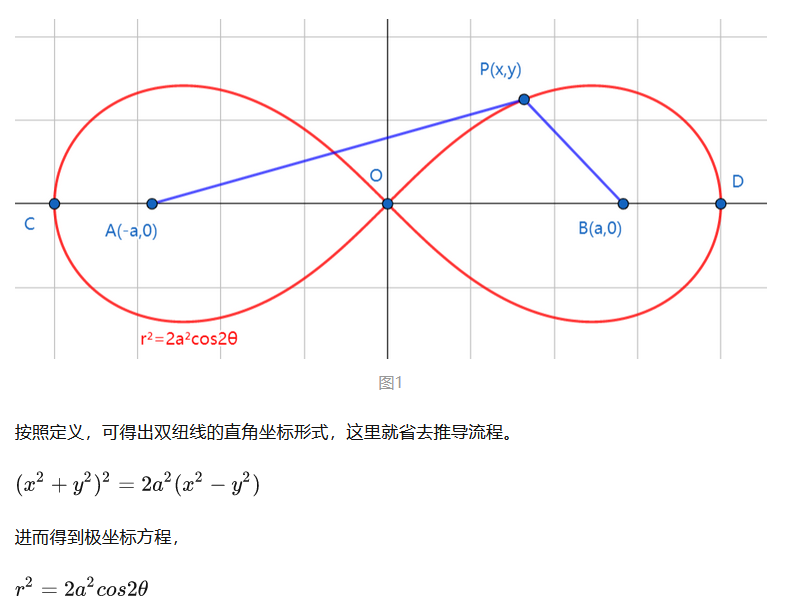 P(x,y)
O
D
C
A(-a,0)
B(a,0)
r²=2a²cos2θ
图1
按照定义，可得出双纽线的直角坐标形式，这里就省去推导流程。
(x² + y²)² = 2a²(x² − y²)
进而得到极坐标方程，
r² = 2a²cos2θ